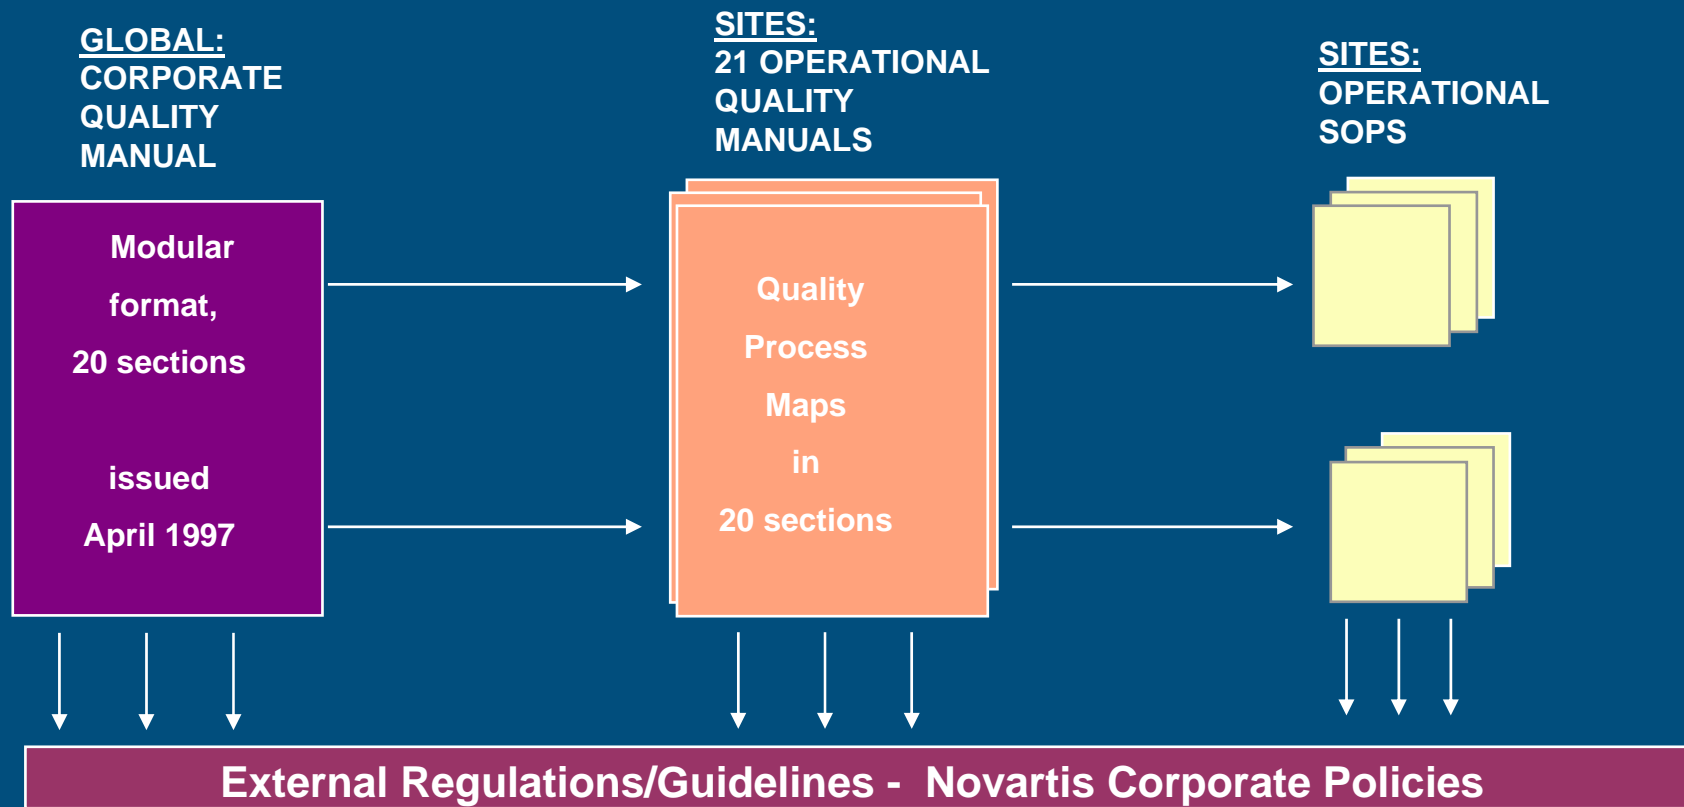 GLOBAL:
CORPORATE
QUALITY
MANUAL
SITES:
21 OPERATIONAL
QUALITY
MANUALS
SITES:
OPERATIONAL
SOPS
Modular
format,
20 sections
issued
April 1997
Quality
Process
Maps
in
20 sections
External Regulations/Guidelines - Novartis Corporate Policies